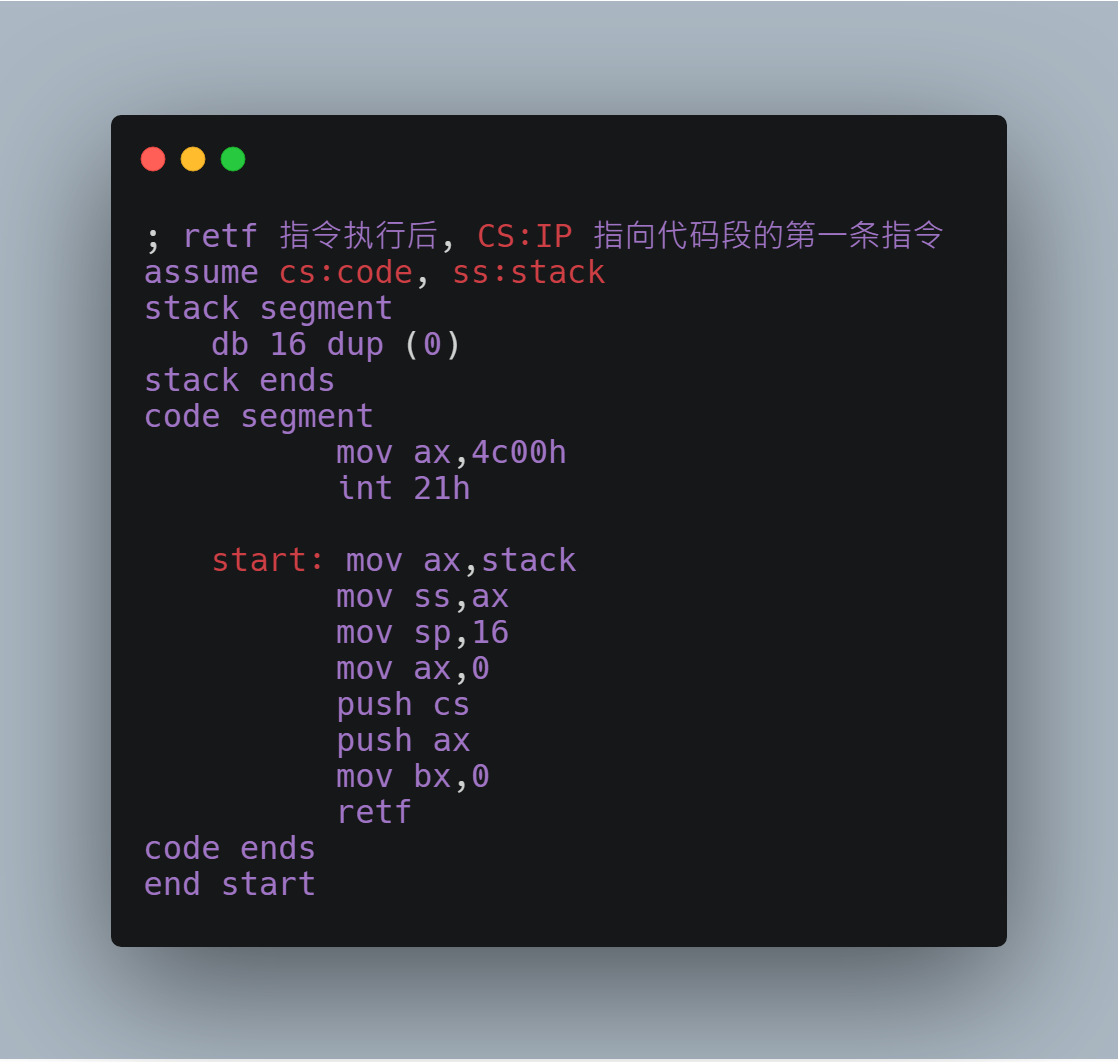 ; retf 指令执行后, CS:IP 指向代码段的第一条指令
assume cs:code, ss:stack
stack segment
    db 16 dup (0)
stack ends
code segment
          mov ax,4c00h
          int 21h

    start: mov ax,stack
          mov ss,ax
          mov sp,16
          mov ax,0
          push cs
          push ax
          mov bx,0
          retf
code ends
end start